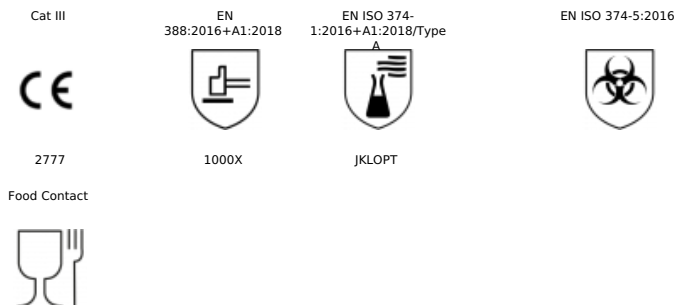 Cat III
EN
388:2016+A1:2018
EN ISO 374-
1:2016+A1:2018/Type
A
EN ISO 374-5:2016
CE
2777
1000X
JKLOPT
Food Contact